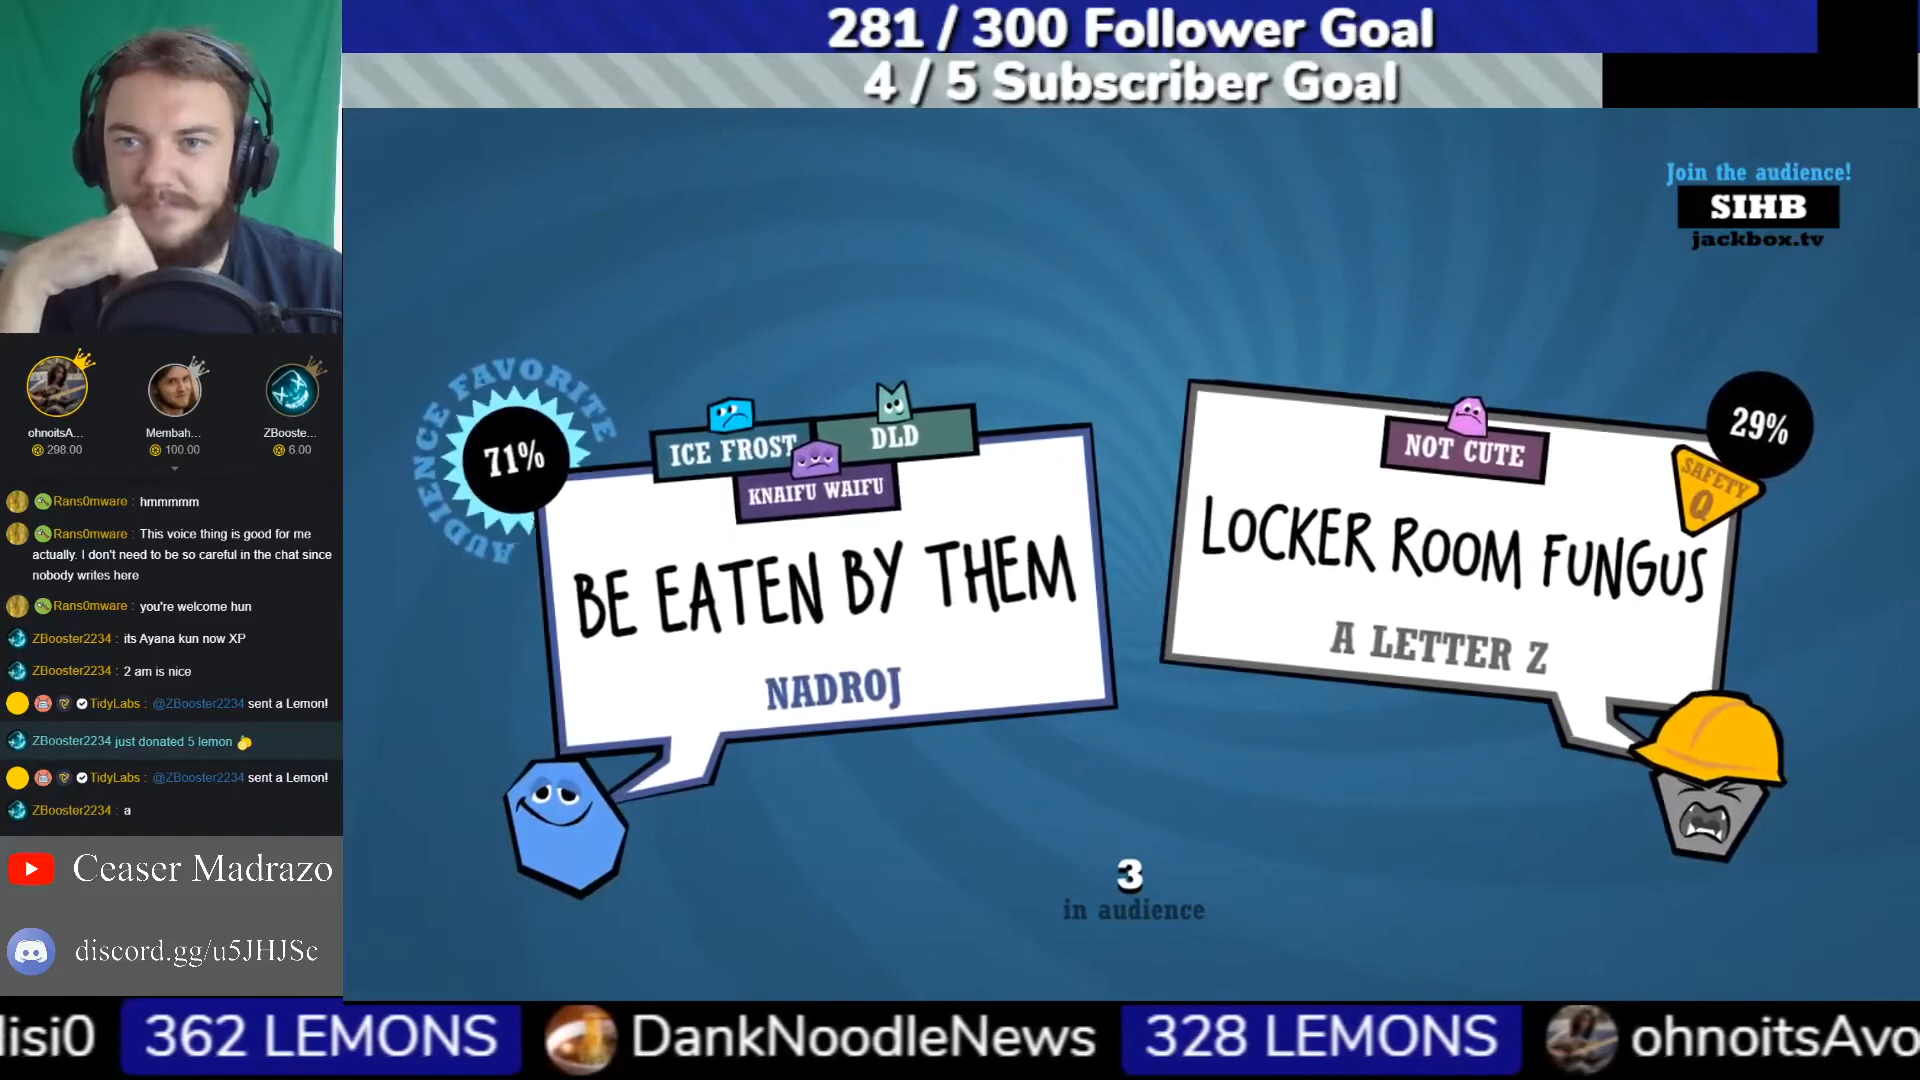 281 / 300 Follower Goal
4 / 5 Subscriber Goal
Join the audience!
SIHB
jackbox.tv
AUDIENCE FAVORITE
71%
ICE FROST
DLD
KNAIFU WAIFU
BE EATEN BY THEM
NADROJ
NOT CUTE
29%
SAFETY
Q
LOCKER ROOM FUNGUS
A LETTER Z
3
in audience
ohnoitsA...
Membah...
ZBooste...
298.00
100.00
6.00
Rans0mware : hmmmmm
Rans0mware : This voice thing is good for me
actually. I don't need to be so careful in the chat since
nobody writes here
Rans0mware : you're welcome hun
ZBooster2234 : its Ayana kun now XP
ZBooster2234 : 2 am is nice
TidyLabs : @ZBooster2234 sent a Lemon!
ZBooster2234 just donated 5 lemon
TidyLabs : @ZBooster2234 sent a Lemon!
ZBooster2234 : a
Ceaser Madrazo
discord.gg/u5JHJSc
lisi0
362 LEMONS
DankNoodleNews
328 LEMONS
ohnoitsAvo